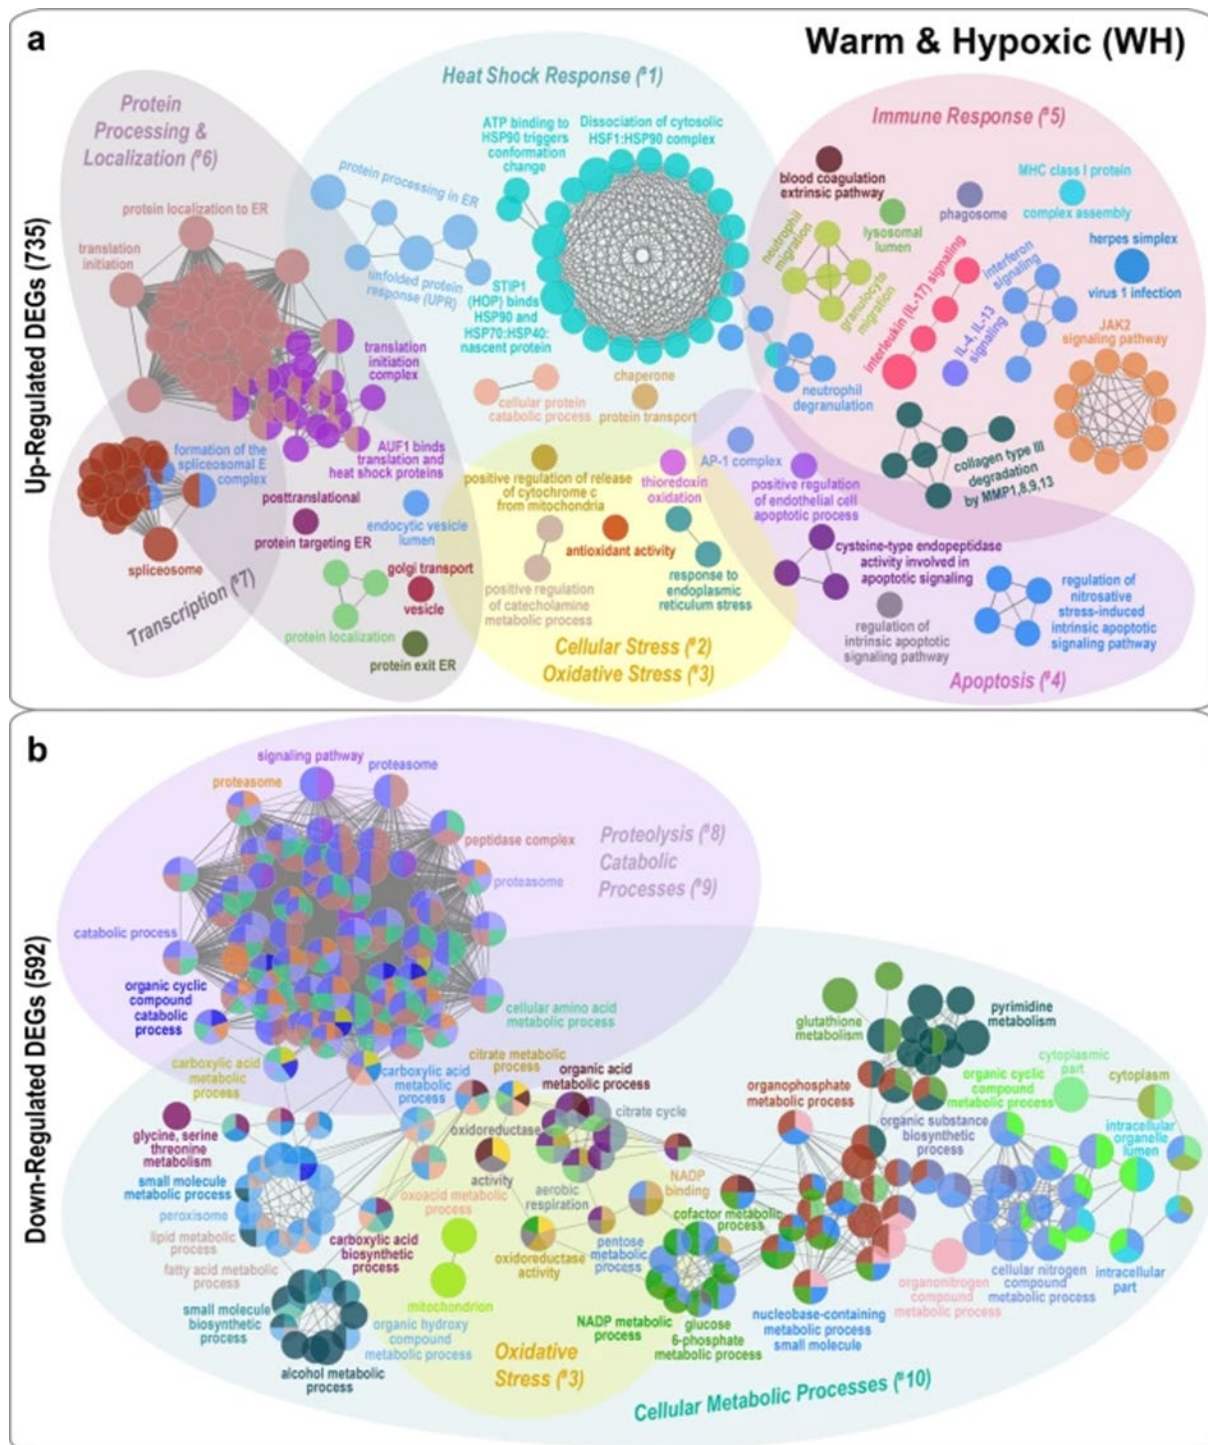 a
Warm & Hypoxic (WH)
Up-Regulated DEGs (735)
Heat Shock Response (#1)
Protein
Processing &
Localization (#6)
Immune Response (#5)
ATP binding to
HSP90 triggers
conformation
change
Dissociation of cytosolic
HSF1:HSP90 complex
protein processing in ER
unfolded protein
response (UPR)
STIP1
(HOP) binds
HSP90 and
HSP70:HSP40:
nascent protein
protein localization to ER
translation
initiation
translation
initiation
complex
cellular protein
catabolic process
chaperone
protein transport
blood coagulation
extrinsic pathway
lysosomal
lumen
phagosome
MHC class I protein
complex assembly
neutrophil
migration
granulocyte
migration
interleukin (IL-17) signaling
interferon
signaling
IL-4, IL-13
signaling
herpes simplex
virus 1 infection
JAK2
signaling pathway
neutrophil
degranulation
collagen type III
degradation
by MMP1,8,9,13
formation of the
spliceosomal E
complex
AUF1 binds
translation and
heat shock proteins
posttranslational
protein targeting ER
endocytic vesicle
lumen
spliceosome
Transcription (#7)
golgi transport
vesicle
protein localization
protein exit ER
positive regulation of release
of cytochrome c
from mitochondria
thioredoxin
oxidation
antioxidant activity
positive regulation
of catecholamine
metabolic process
response to
endoplasmic
reticulum stress
Cellular Stress (#2)
Oxidative Stress (#3)
AP-1 complex
positive regulation
of endothelial cell
apoptotic process
cysteine-type endopeptidase
activity involved in
apoptotic signaling
regulation of
intrinsic apoptotic
signaling pathway
regulation of
nitrosative
stress-induced
intrinsic apoptotic
signaling pathway
Apoptosis (#4)
b
Down-Regulated DEGs (592)
signaling pathway
proteasome
proteasome
peptidase complex
proteasome
Proteolysis (#8)
Catabolic
Processes (#9)
catabolic process
organic cyclic
compound
catabolic
process
cellular amino acid
metabolic process
carboxylic acid
metabolic
process
carboxylic acid
metabolic
process
citrate metabolic
process
organic acid
metabolic process
citrate cycle
oxidoreductase
activity
glycine, serine
threonine
metabolism
small molecule
metabolic process
peroxisome
lipid metabolic
process
fatty acid metabolic
process
small molecule
biosynthetic
process
alcohol metabolic
process
carboxylic acid
biosynthetic
process
oxoacid metabolic
process
aerobic
respiration
oxidoreductase
activity
mitochondrion
organic hydroxy
compound
metabolic process
Oxidative
Stress (#3)
NADP
binding
cofactor metabolic
process
pentose
metabolic
process
NADP metabolic
process
glucose
6-phosphate
metabolic process
glutathione
metabolism
pyrimidine
metabolism
organophosphate
metabolic process
organic cyclic
compound
metabolic process
cytoplasmic
part
cytoplasm
organic substance
biosynthetic
process
intracellular
organelle
lumen
nucleobase-containing
metabolic process
small molecule
organonitrogen
compound
metabolic process
cellular nitrogen
compound
metabolic process
intracellular
part
Cellular Metabolic Processes (#10)